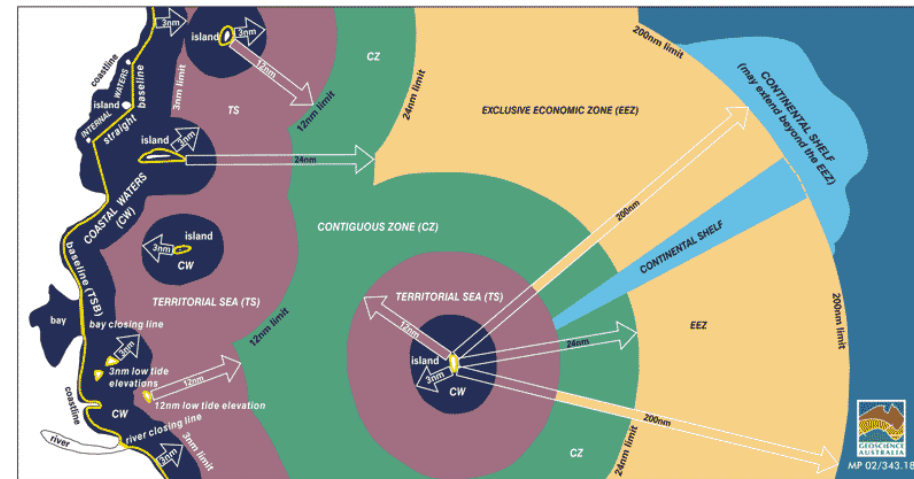 3nm
island
3nm
12nm
CZ
TS
3nm limit
12nm limit
24nm limit
200nm limit
coastline
INTERNAL WATERS
island
straight baseline
EXCLUSIVE ECONOMIC ZONE (EEZ)
CONTINENTAL SHELF
(may extend beyond the EEZ)
island
3nm
24nm
COASTAL WATERS
(CW)
island
3nm
CW
CONTIGUOUS ZONE (CZ)
200nm
CONTINENTAL SHELF
baseline (TSB)
TERRITORIAL SEA (TS)
TERRITORIAL SEA (TS)
12nm
bay
bay closing line
3nm
3nm low tide
elevations
12nm limit
12nm
12nm low tide elevation
island
3nm
CW
24nm
EEZ
200nm limit
200nm
coastline
CW
river closing line
river
3nm
3nm limit
CZ
24nm limit
GEOSCIENCE
AUSTRALIA
MP 02/343.18